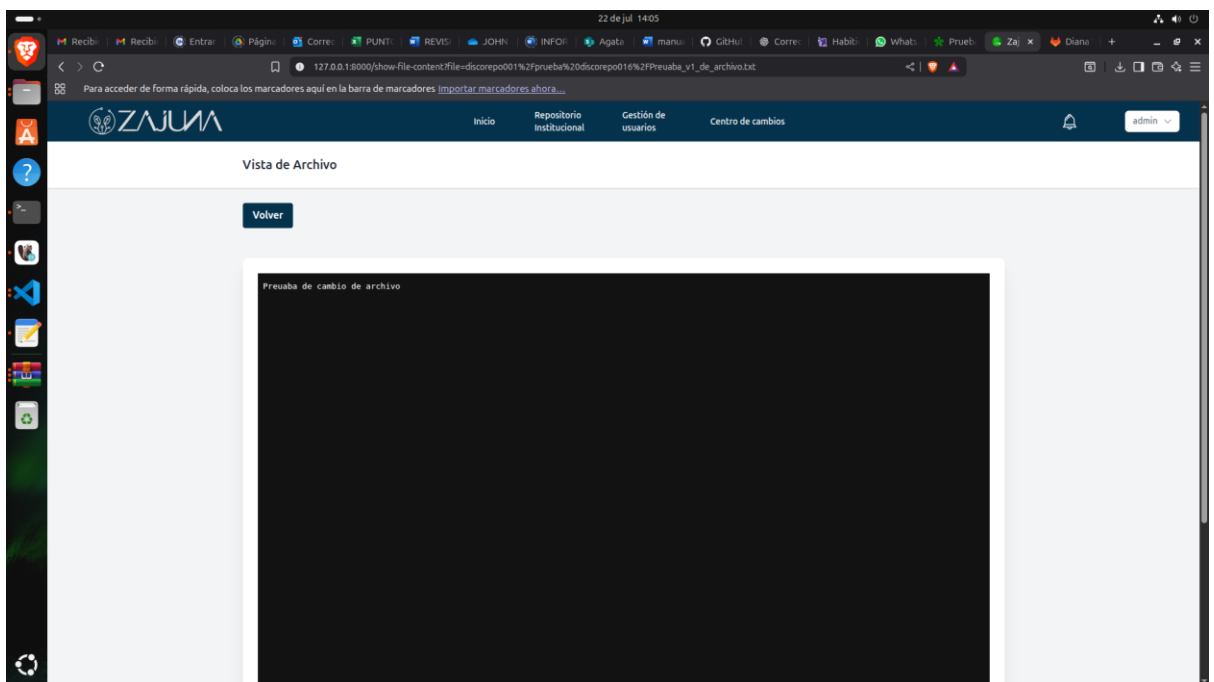 22 de jul 14:05
Recibi Recibi Entrar Página Correc PUNTO REVISI JOHN INFOR Agata manua GitHul Correc Habiti Whats Prueb Zaj Diana
127.0.0.1:8000/show-file-content?file=discorepo001%2Fprueba%20discorepo016%2FPreuaba_v1_de_archivo.txt
Para acceder de forma rápida, coloca los marcadores aquí en la barra de marcadores Importar marcadores ahora...
ZAJUNA
Inicio
Repositorio
Institucional
Gestión de
usuarios
Centro de cambios
admin
Vista de Archivo
Volver
Preuaba de cambio de archivo